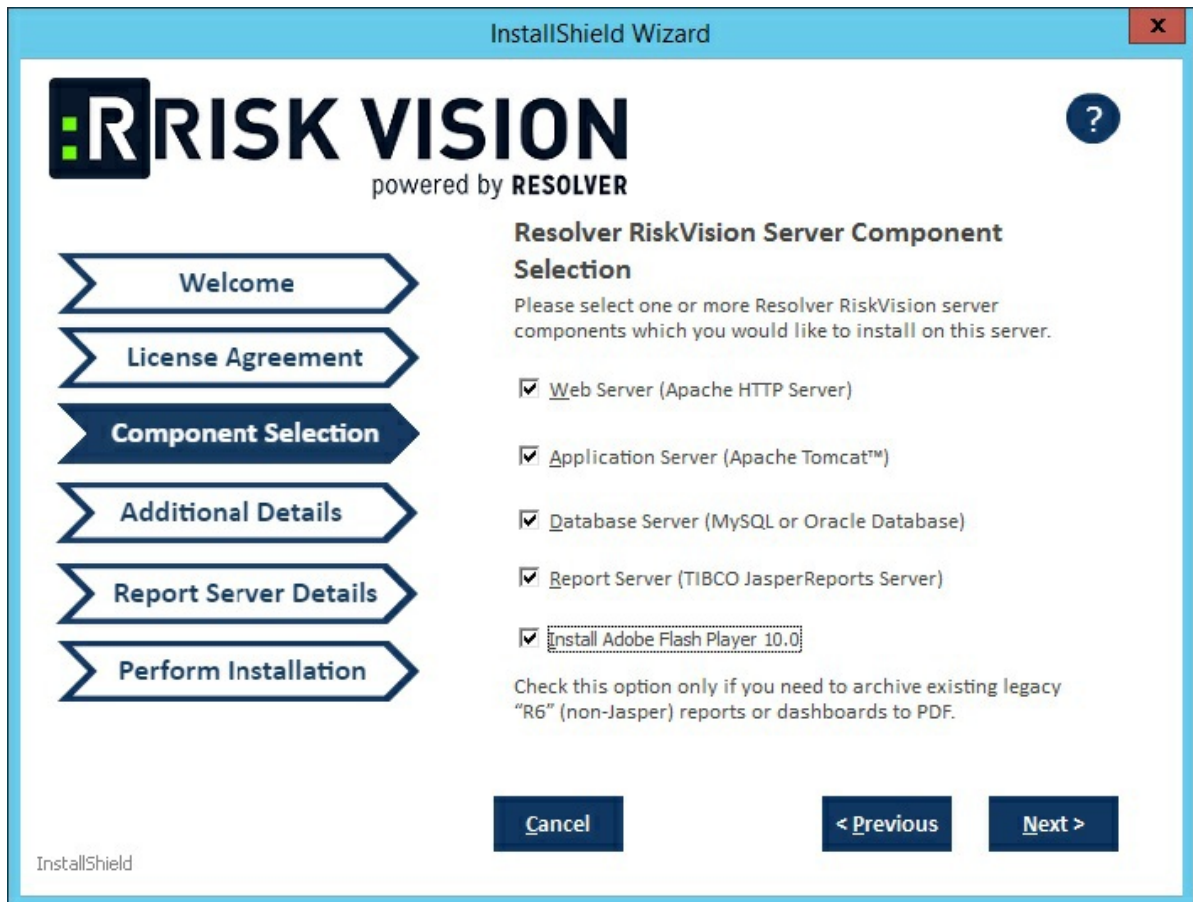 InstallShield Wizard
x
:R RISK VISION
powered by RESOLVER
?
Welcome
License Agreement
Component Selection
Additional Details
Report Server Details
Perform Installation
Resolver RiskVision Server Component
Selection
Please select one or more Resolver RiskVision server
components which you would like to install on this server.
Web Server (Apache HTTP Server)
Application Server (Apache Tomcat™)
Database Server (MySQL or Oracle Database)
Report Server (TIBCO JasperReports Server)
Install Adobe Flash Player 10.0
Check this option only if you need to archive existing legacy
“R6” (non-Jasper) reports or dashboards to PDF.
Cancel
< Previous
Next >
InstallShield